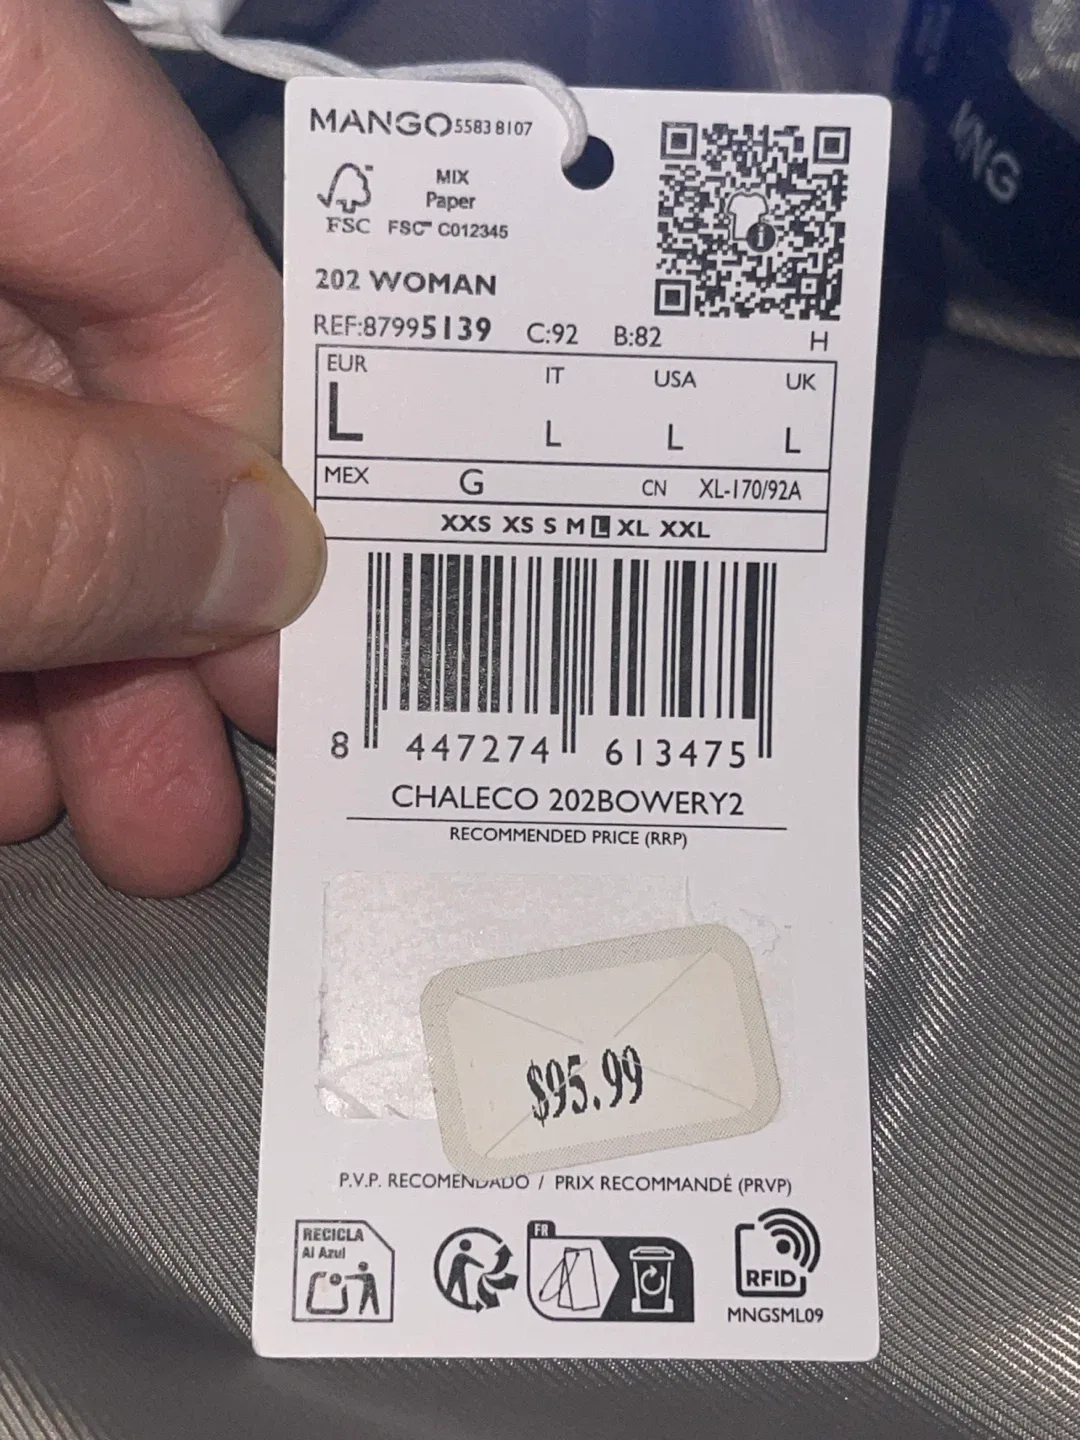 MANGO 5583 8107
MIX
Paper
FSC FSC™ C012345
202 WOMAN
REF:87995139 C:92 B:82 H
EUR IT USA UK
L L L L
MEX G CN XL-170/92A
XXS XS S M L XL XXL
8 447274 613475
CHALECO 202BOWERY2
RECOMMENDED PRICE (RRP)
$95.99
P.V.P. RECOMENDADO / PRIX RECOMMANDÉ (PRVP)
RECICLA
Al Azul
FR
RFID
MNGSML09
MNG